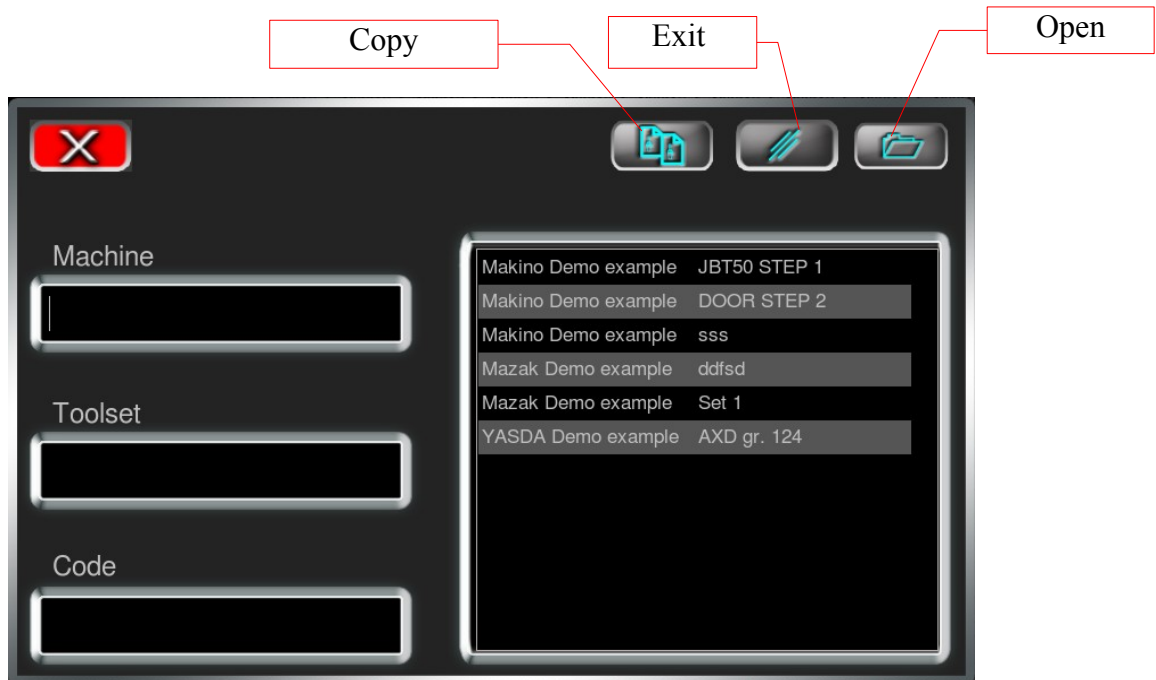 Copy
Exit
Open
Machine
Toolset
Code
Makino Demo example JBT50 STEP 1
Makino Demo example DOOR STEP 2
Makino Demo example sss
Mazak Demo example ddfsd
Mazak Demo example Set 1
YASDA Demo example AXD gr. 124